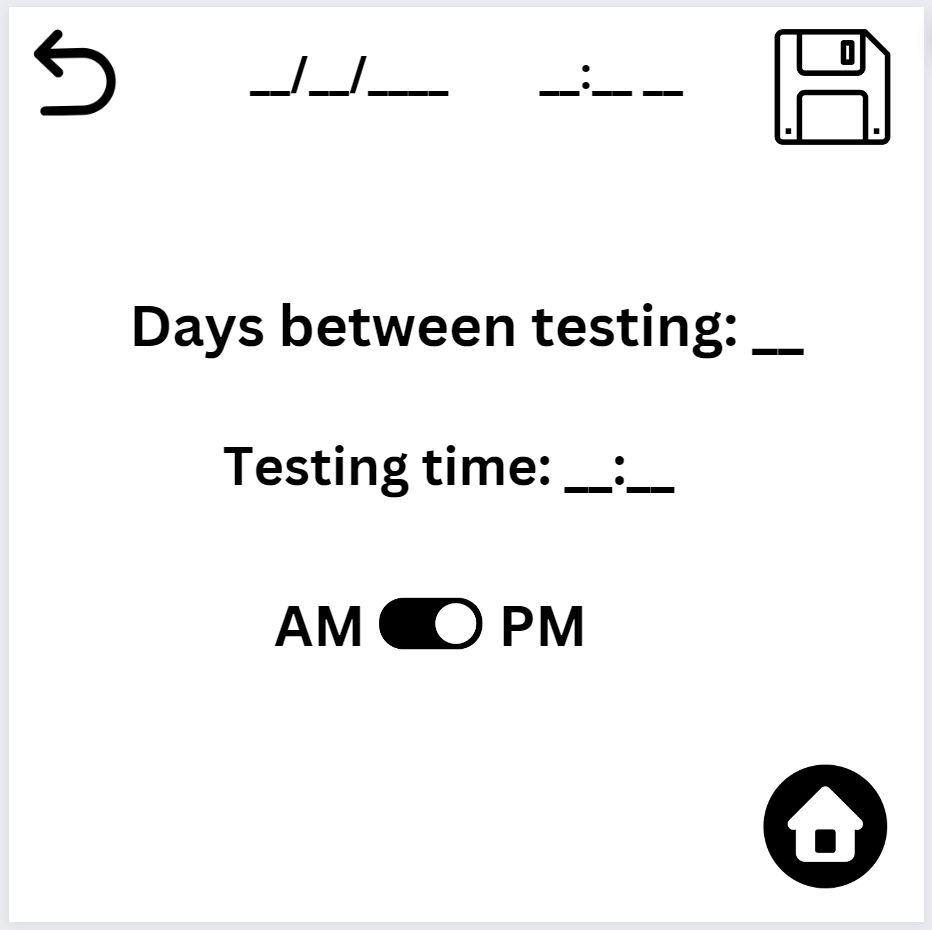 __/__/____ __:__ __
Days between testing: __
Testing time: __:__
AM PM